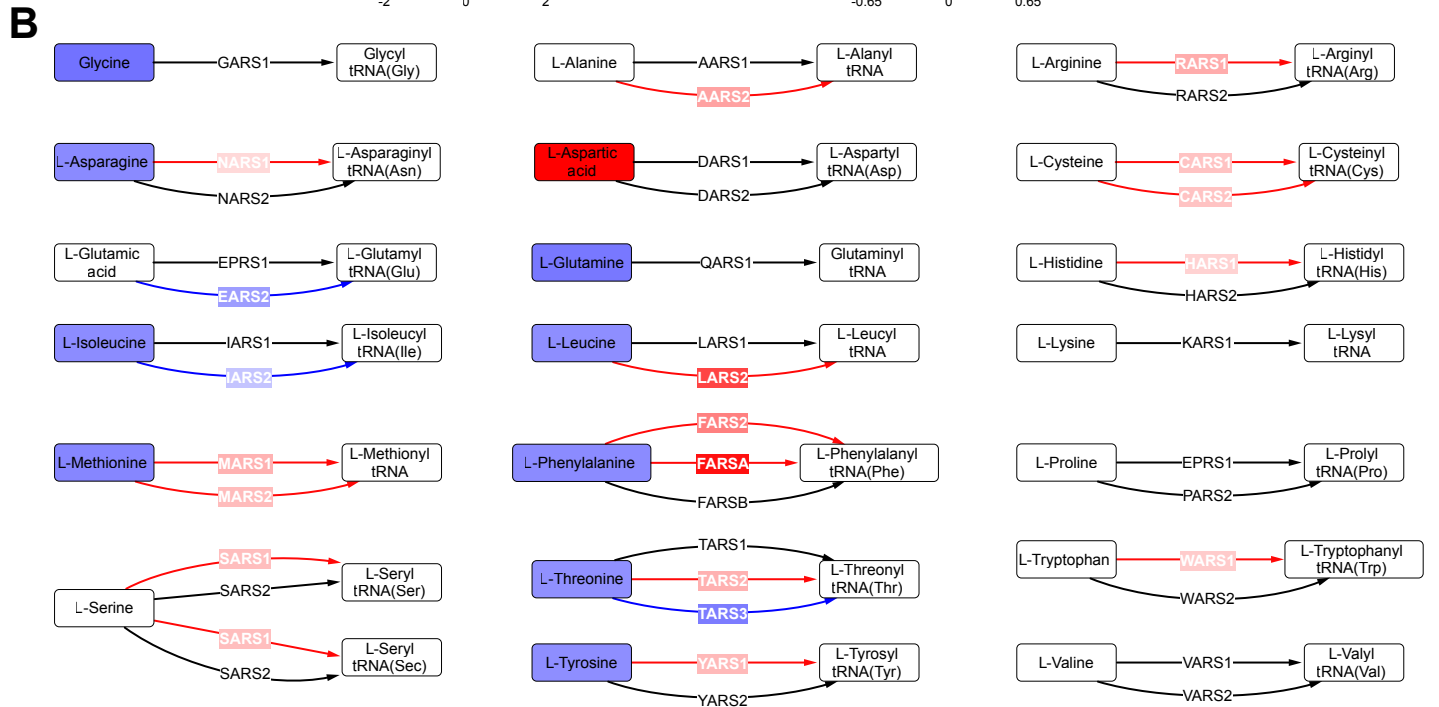 -2 0 2 -0.65 0 0.65
B
Glycine
GARS1
Glycyl
tRNA(Gly)
L-Alanine
AARS1
AARS2
L-Alanyl
tRNA
L-Arginine
RARS1
RARS2
L-Arginyl
tRNA(Arg)
L-Asparagine
NARS1
NARS2
L-Asparaginyl
tRNA(Asn)
L-Aspartic
acid
DARS1
DARS2
L-Aspartyl
tRNA(Asp)
L-Cysteine
CARS1
CARS2
L-Cysteinyl
tRNA(Cys)
L-Glutamic
acid
EPRS1
EARS2
L-Glutamyl
tRNA(Glu)
L-Glutamine
QARS1
Glutaminyl
tRNA
L-Histidine
HARS1
HARS2
L-Histidyl
tRNA(His)
L-Isoleucine
IARS1
IARS2
L-Isoleucyl
tRNA(Ile)
L-Leucine
LARS1
LARS2
L-Leucyl
tRNA
L-Lysine
KARS1
L-Lysyl
tRNA
L-Methionine
MARS1
MARS2
L-Methionyl
tRNA
L-Phenylalanine
FARS2
FARSA
FARSB
L-Phenylalanyl
tRNA(Phe)
L-Proline
EPRS1
PARS2
L-Prolyl
tRNA(Pro)
L-Serine
SARS1
SARS2
L-Seryl
tRNA(Ser)
SARS1
SARS2
L-Seryl
tRNA(Sec)
L-Threonine
TARS1
TARS2
TARS3
L-Threonyl
tRNA(Thr)
L-Tryptophan
WARS1
WARS2
L-Tryptophanyl
tRNA(Trp)
L-Tyrosine
YARS1
YARS2
L-Tyrosyl
tRNA(Tyr)
L-Valine
VARS1
VARS2
L-Valyl
tRNA(Val)